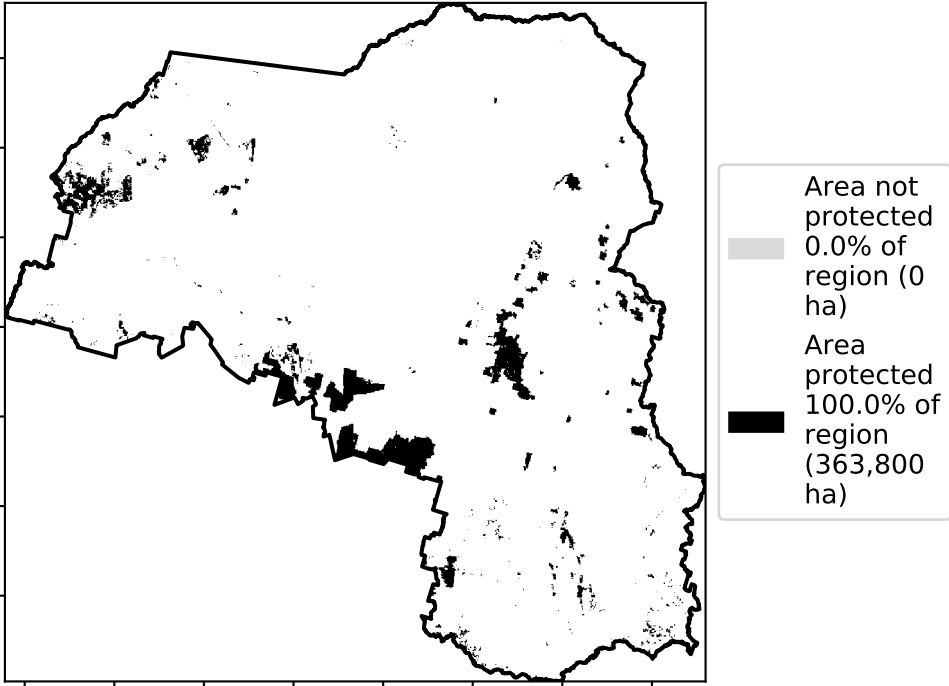 Area not
protected
0.0% of
region (0
ha)
Area
protected
100.0% of
region
(363,800
ha)